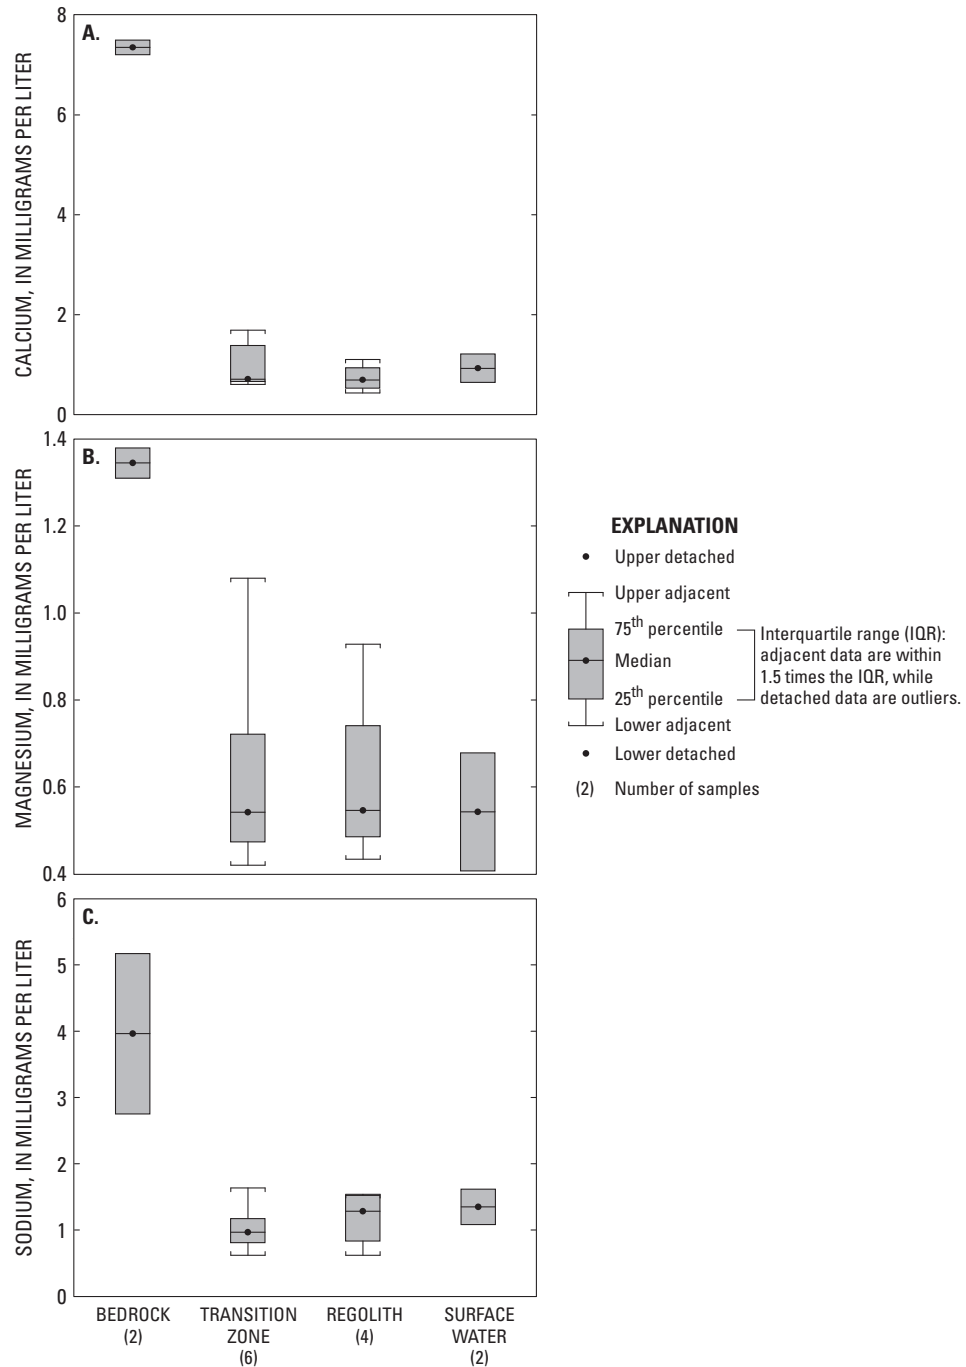 A.
CALCIUM, IN MILLIGRAMS PER LITER
8
6
4
2
0
B.
MAGNESIUM, IN MILLIGRAMS PER LITER
1.4
1.2
1.0
0.8
0.6
0.4
C.
SODIUM, IN MILLIGRAMS PER LITER
6
5
4
3
2
1
0
BEDROCK
(2)
TRANSITION
ZONE
(6)
REGOLITH
(4)
SURFACE
WATER
(2)
EXPLANATION
Upper detached
Upper adjacent
75th percentile
Median
25th percentile
Lower adjacent
Lower detached
(2) Number of samples
Interquartile range (IQR):
adjacent data are within
1.5 times the IQR, while
detached data are outliers.